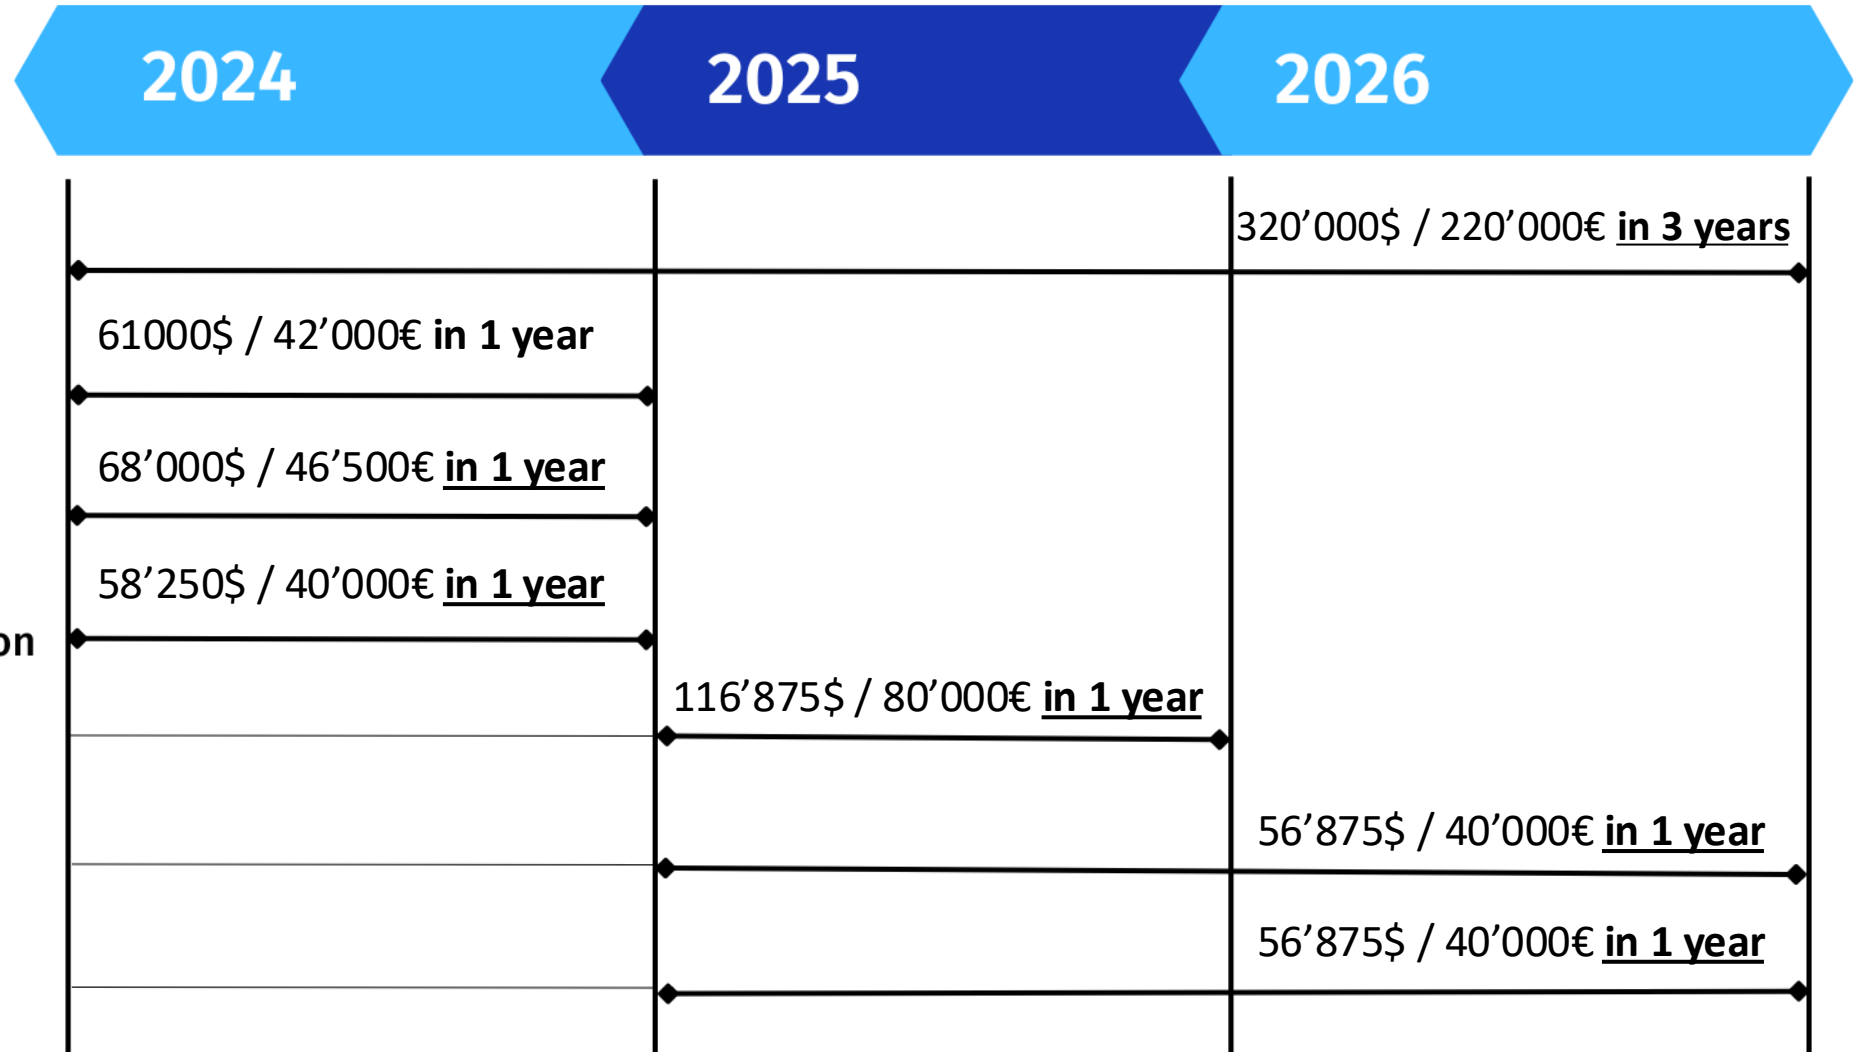 2024 2025 2026
320’000$ / 220’000€ in 3 years
61000$ / 42’000€ in 1 year
68’000$ / 46’500€ in 1 year
58’250$ / 40’000€ in 1 year
on
116’875$ / 80’000€ in 1 year
56’875$ / 40’000€ in 1 year
56’875$ / 40’000€ in 1 year